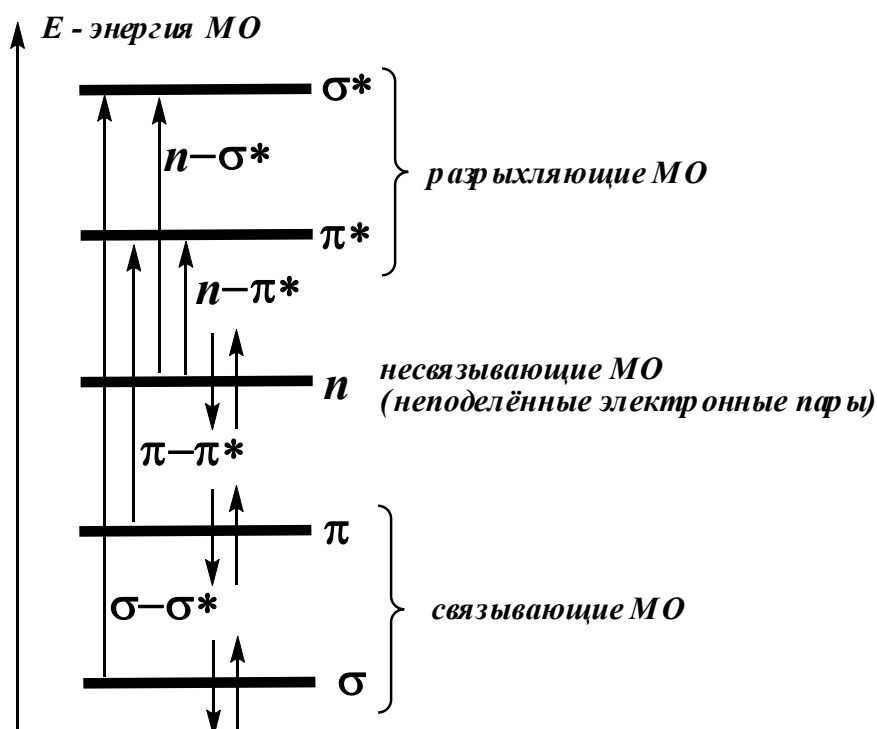 E - энергия МО
σ*
n–σ*
разрыхляющие МО
π*
n–π*
несвязывающие МО
n
(неподелённые электронные пары)
π–π*
π
σ–σ*
связывающие МО
σ